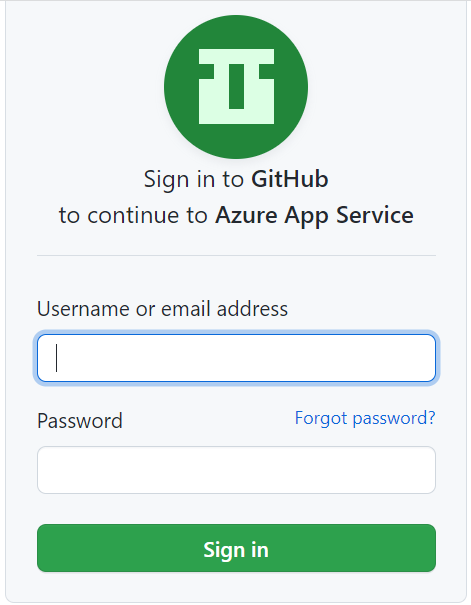 Sign in to GitHub
to continue to Azure App Service
Username or email address
Password
Forgot password?
Sign in